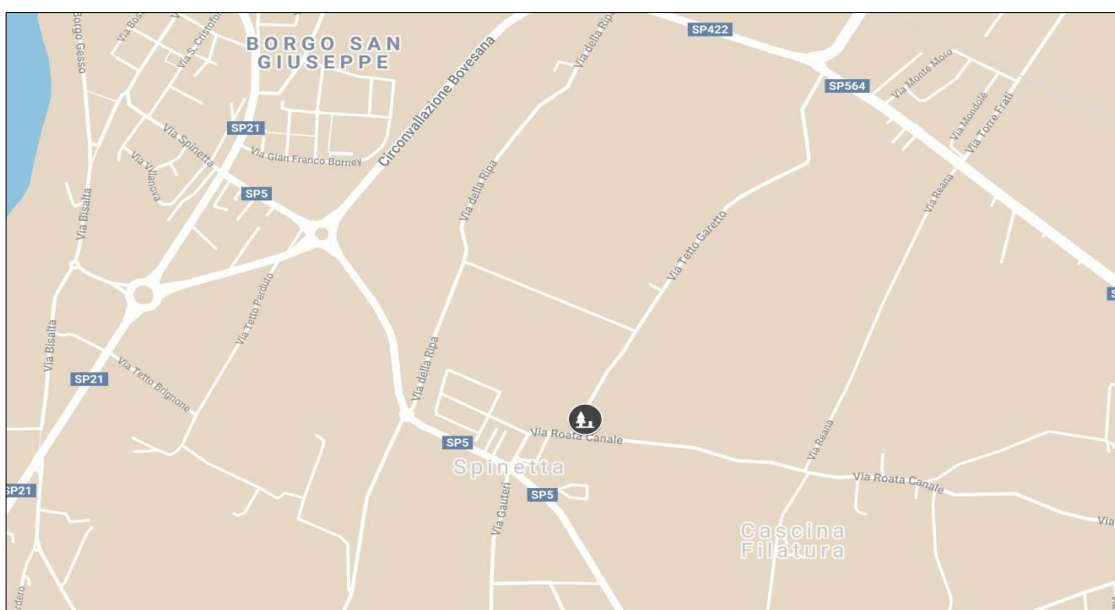 Borgo Gesso
Via S. Cristofor
BORGO SAN
GIUSEPPE
Circonvallazione Bovesana
Via della Ripa
SP422
SP564
Via Monte Moro
Via Mondolè
Via Torre Frati
SP21
Via Spinetta
Via Gian Franco Borney
Via Villanova
SP5
Via Bisalta
Via della Ripa
Via Reana
Via Tetto Garetto
Via Tetto Perduto
Via Bisalta
Via della Ripa
SP21
Via Tetto Brignone
Via Roata Canale
SP5
Spinetta
Via Reana
Via Roata Canale
SP21
SP5
Via Gauteri
Cascina
Filatura